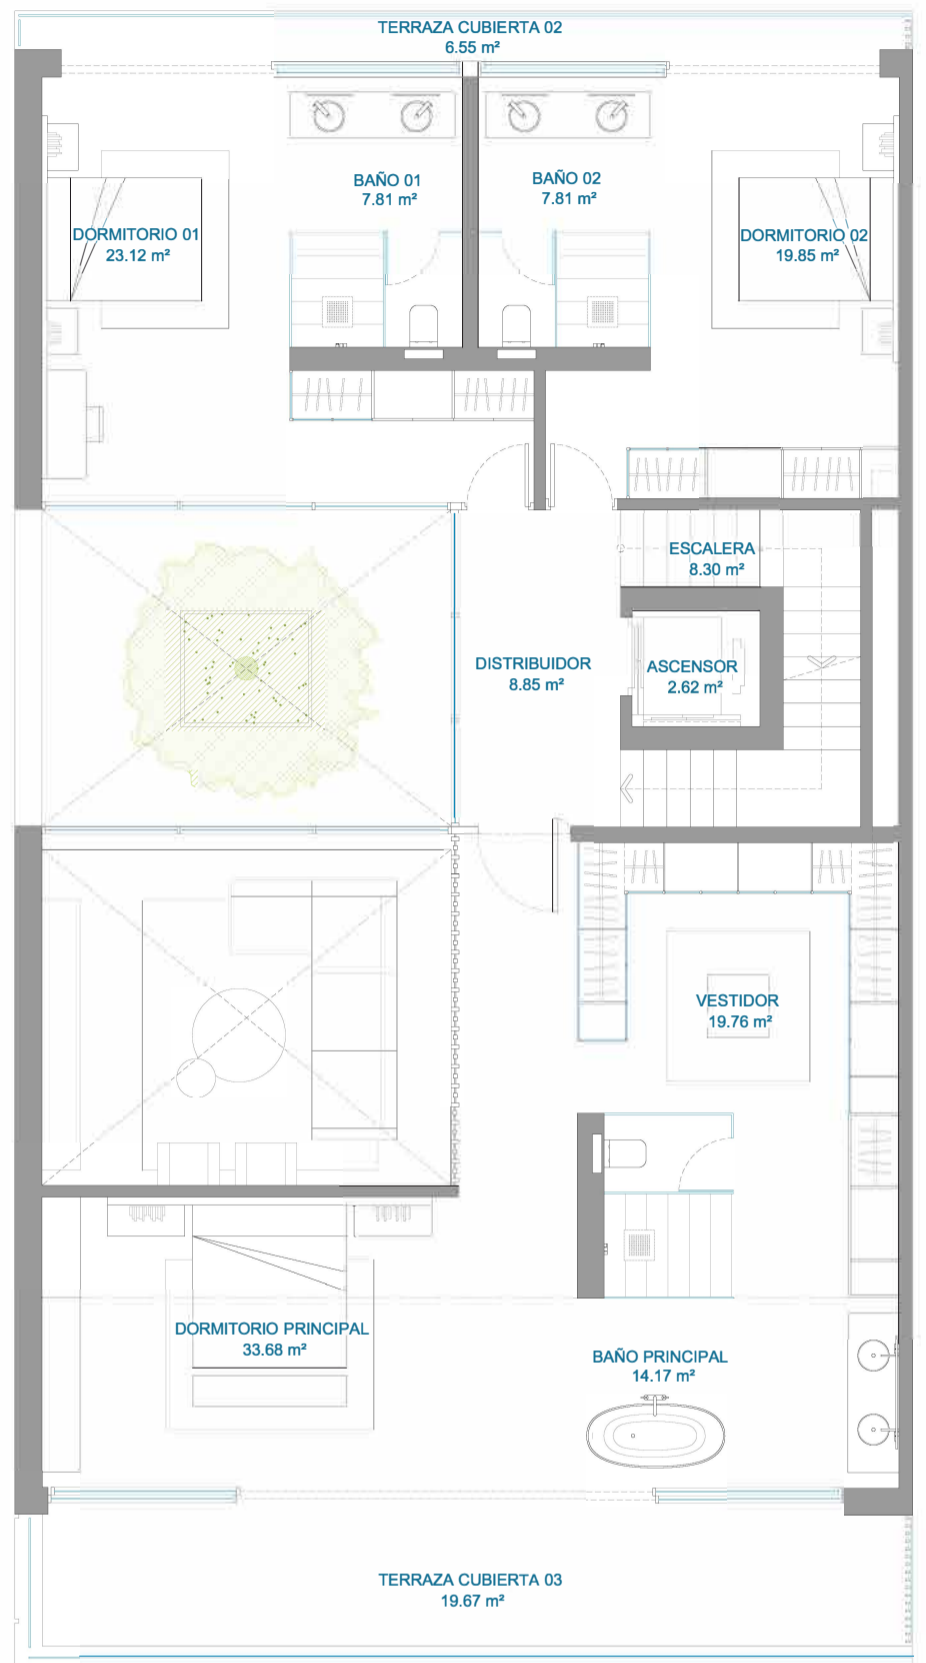 TERRAZA CUBIERTA 02
6.55 m²
BAÑO 01
7.81 m²
BAÑO 02
7.81 m²
DORMITORIO 01
23.12 m²
DORMITORIO 02
19.85 m²
ESCALERA
8.30 m²
DISTRIBUIDOR
8.85 m²
ASCENSOR
2.62 m²
VESTIDOR
19.76 m²
DORMITORIO PRINCIPAL
33.68 m²
BAÑO PRINCIPAL
14.17 m²
TERRAZA CUBIERTA 03
19.67 m²